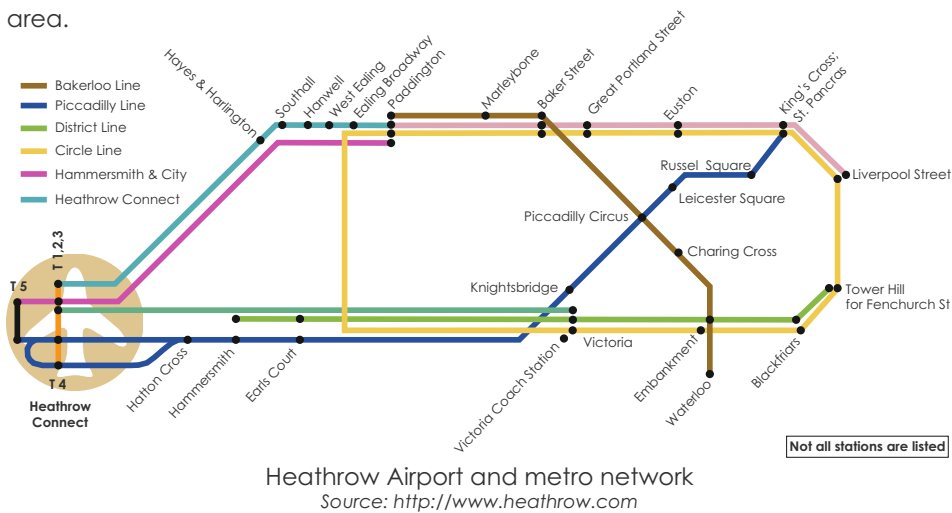 area.
Bakerloo Line
Piccadilly Line
District Line
Circle Line
Hammersmith & City
Heathrow Connect
Hayes & Harlington
Southall
Hanwell
West Ealing
Ealing Broadway
Paddington
Marleybone
Baker Street
Great Portland Street
Euston
King's Cross;
St. Pancras
Russel Square
Liverpool Street
Leicester Square
Piccadilly Circus
Charing Cross
Knightsbridge
Tower Hill
for Fenchurch St
T 1,2,3
T 5
T 4
Heathrow
Connect
Hatton Cross
Hammersmith
Earls Court
Victoria Coach Station
Victoria
Embankment
Waterloo
Blackfriars
Not all stations are listed
Heathrow Airport and metro network
Source: http://www.heathrow.com